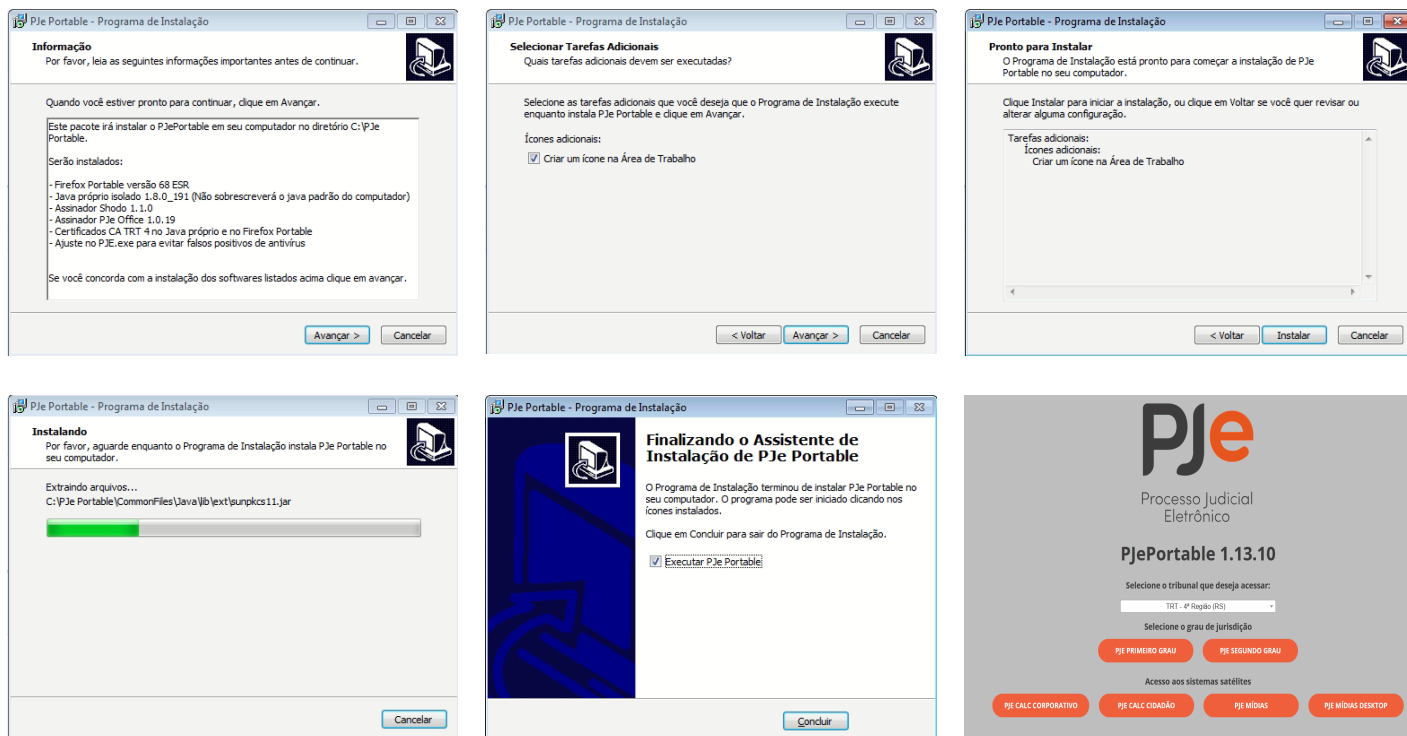 PJe Portable - Programa de Instalação
Informação
Por favor, leia as seguintes informações importantes antes de continuar.
Quando você estiver pronto para continuar, clique em Avançar.
Este pacote irá instalar o PJePortable em seu computador no diretório C:\PJe
Portable.
Serão instalados:
- Firefox Portable versão 68 ESR
- Java próprio isolado 1.8.0_191 (Não sobrescreverá o java padrão do computador)
- Assinador Shodo 1.1.0
- Assinador PJe Office 1.0.19
- Certificados CA TRT 4 no Java próprio e no Firefox Portable
- Ajuste no PJE.exe para evitar falsos positivos de antivírus
Se você concorda com a instalação dos softwares listados acima clique em avançar.
Avançar >
Cancelar
PJe Portable - Programa de Instalação
Selecionar Tarefas Adicionais
Quais tarefas adicionais devem ser executadas?
Selecione as tarefas adicionais que você deseja que o Programa de Instalação execute
enquanto instala PJe Portable e clique em Avançar.
Ícones adicionais:
Criar um ícone na Área de Trabalho
< Voltar
Avançar >
Cancelar
PJe Portable - Programa de Instalação
Pronto para Instalar
O Programa de Instalação está pronto para começar a instalação de PJe
Portable no seu computador.
Clique Instalar para iniciar a instalação, ou clique em Voltar se você quer revisar ou
alterar alguma configuração.
Tarefas adicionais:
Ícones adicionais:
Criar um ícone na Área de Trabalho
< Voltar
Instalar
Cancelar
PJe Portable - Programa de Instalação
Instalando
Por favor, aguarde enquanto o Programa de Instalação instala PJe Portable no
seu computador.
Extraindo arquivos...
C:\PJe Portable\CommonFiles\Java\lib\ext\sunpkcs11.jar
Cancelar
PJe Portable - Programa de Instalação
Finalizando o Assistente de
Instalação de PJe Portable
O Programa de Instalação terminou de instalar PJe Portable no
seu computador. O programa pode ser iniciado clicando nos
ícones instalados.
Clique em Concluir para sair do Programa de Instalação.
Executar PJe Portable
Concluir
PJe
Processo Judicial
Eletrônico
PJePortable 1.13.10
Selecione o tribunal que deseja acessar:
TRT - 4ª Região (RS)
Selecione o grau de jurisdição
PJE PRIMEIRO GRAU
PJE SEGUNDO GRAU
Acesso aos sistemas satélites
PJE CALC CORPORATIVO
PJE CALC CIDADÃO
PJE MÍDIAS
PJE MÍDIAS DESKTOP